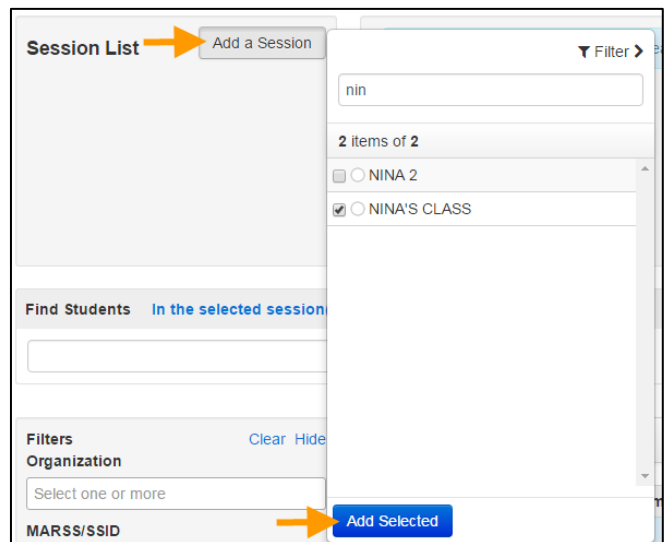 Session List
Add a Session
Filter
nin
2 items of 2
NINA 2
NINA'S CLASS
Find Students In the selected session
Filters
Clear Hide
Organization
Select one or more
MARSS/SSID
Add Selected